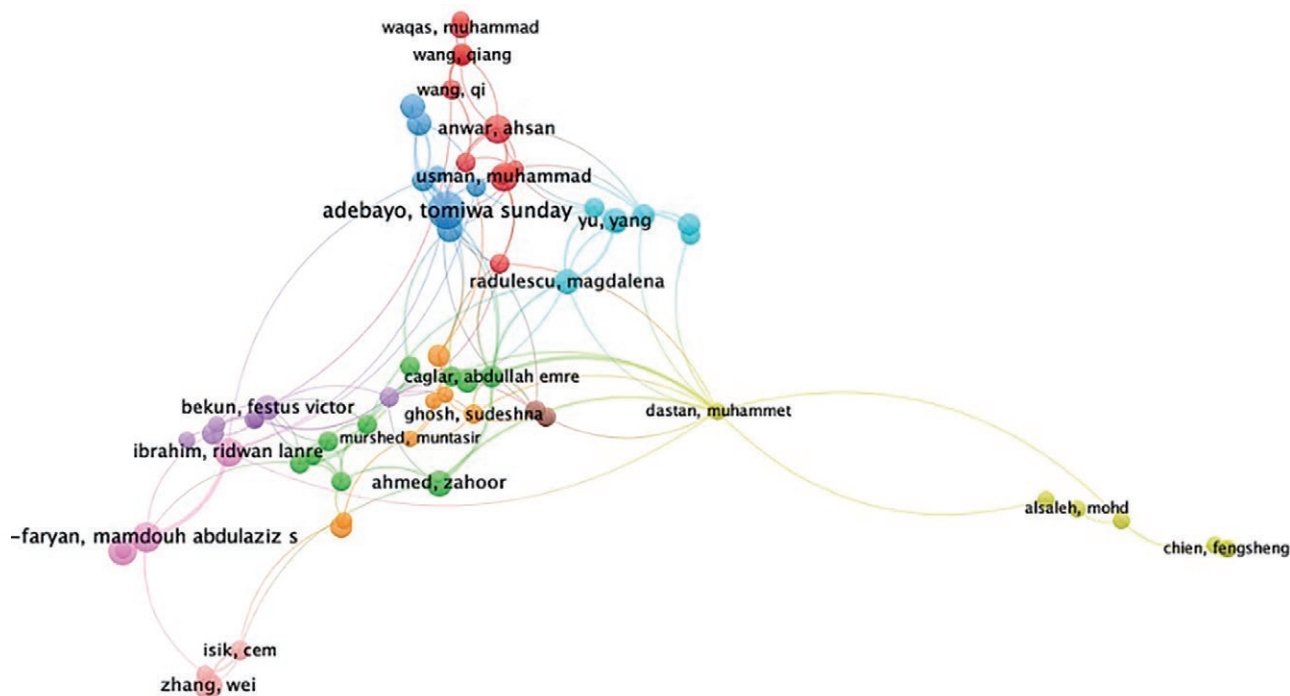 waqas, muhammad
wang, qiang
wang, qi
anwar, ahsan
usman, muhammad
adebayo, tomiwa sunday
yu, yang
radulescu, magdalena
caglar, abdullah emre
bekun, festus victor
ghosh, sudeshna
dastan, muhammet
murshed, muntasir
ibrahim, ridwan lanre
ahmed, zahoor
alsaleh, mohd
-faryan, mamdouh abdulaziz s
chien, fengsheng
isik, cem
zhang, wei